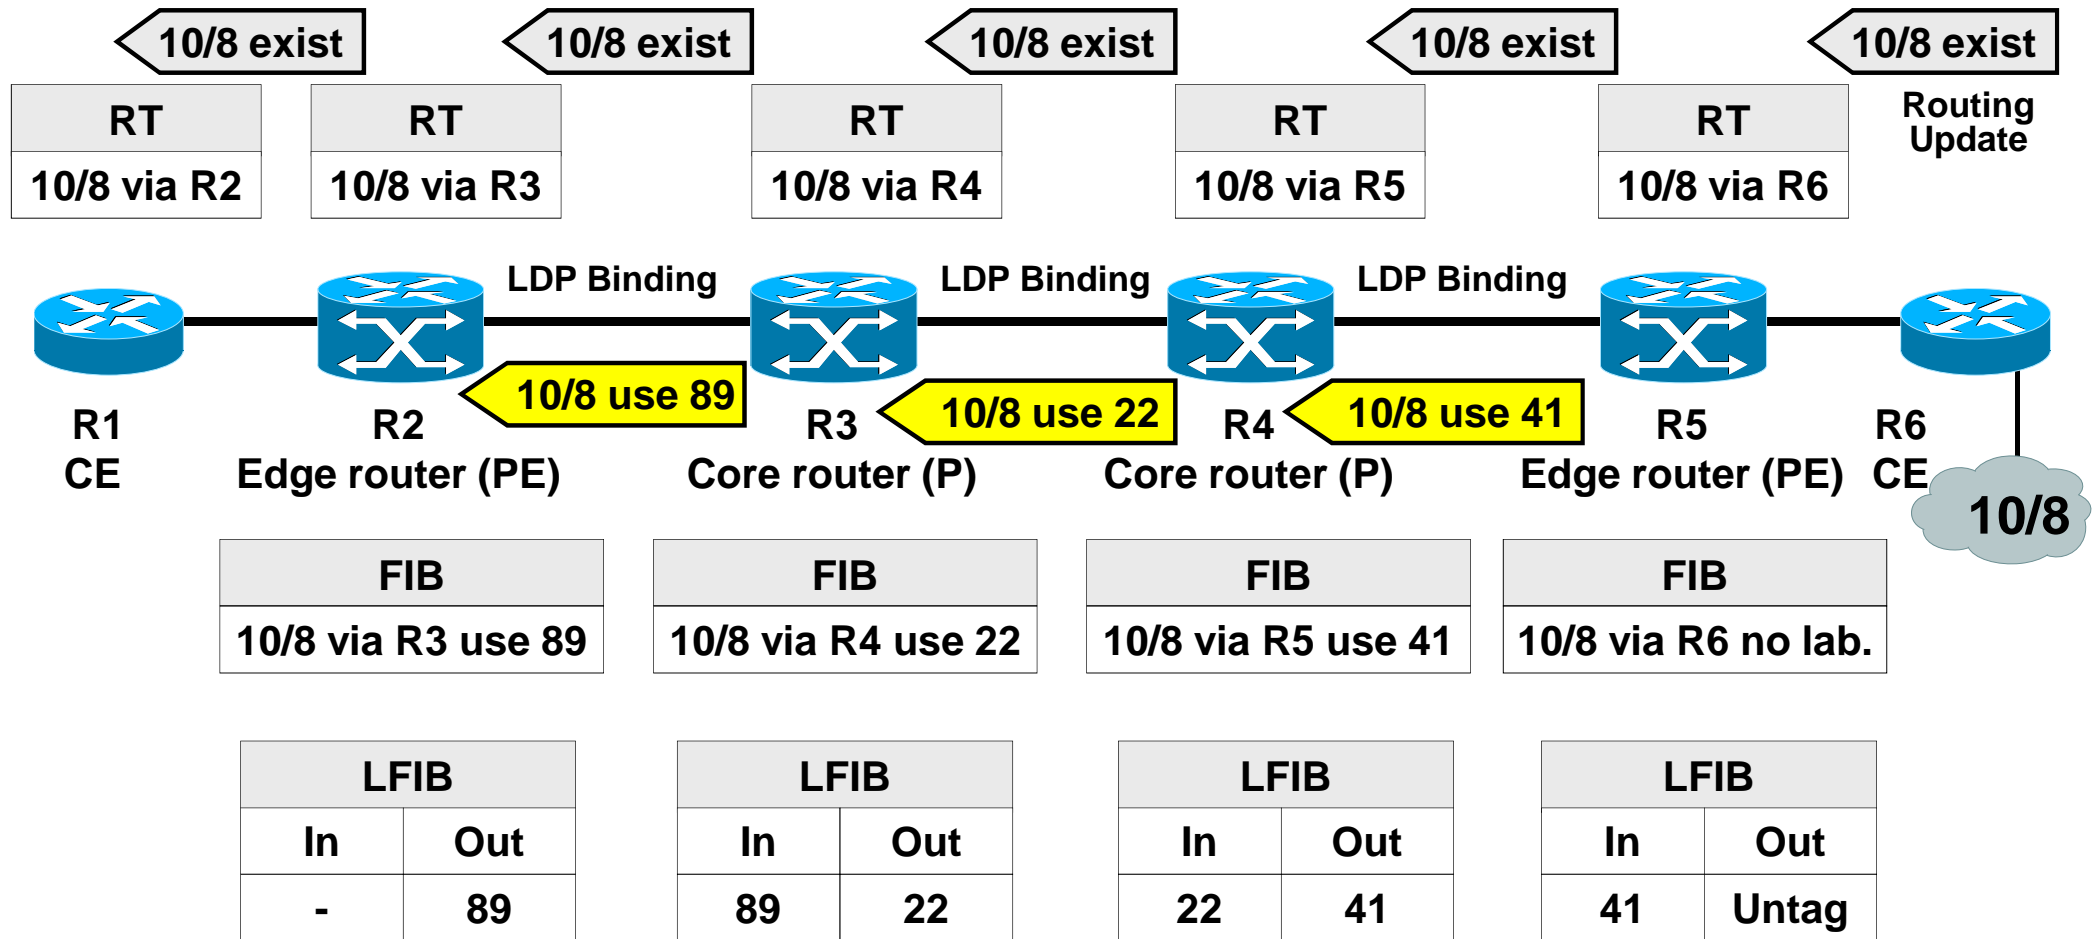 10/8 exist 10/8 exist 10/8 exist 10/8 exist 10/8 exist
RT RT RT RT RT Routing
Update
10/8 via R2 10/8 via R3 10/8 via R4 10/8 via R5 10/8 via R6
LDP Binding LDP Binding LDP Binding
10/8 use 89 10/8 use 22 10/8 use 41
R1 R2 R3 R4 R5 R6
CE Edge router (PE) Core router (P) Core router (P) Edge router (PE) CE
10/8
FIB FIB FIB FIB
10/8 via R3 use 89 10/8 via R4 use 22 10/8 via R5 use 41 10/8 via R6 no lab.
LFIB LFIB LFIB LFIB
In Out In Out In Out In Out
- 89 89 22 22 41 41 Untag